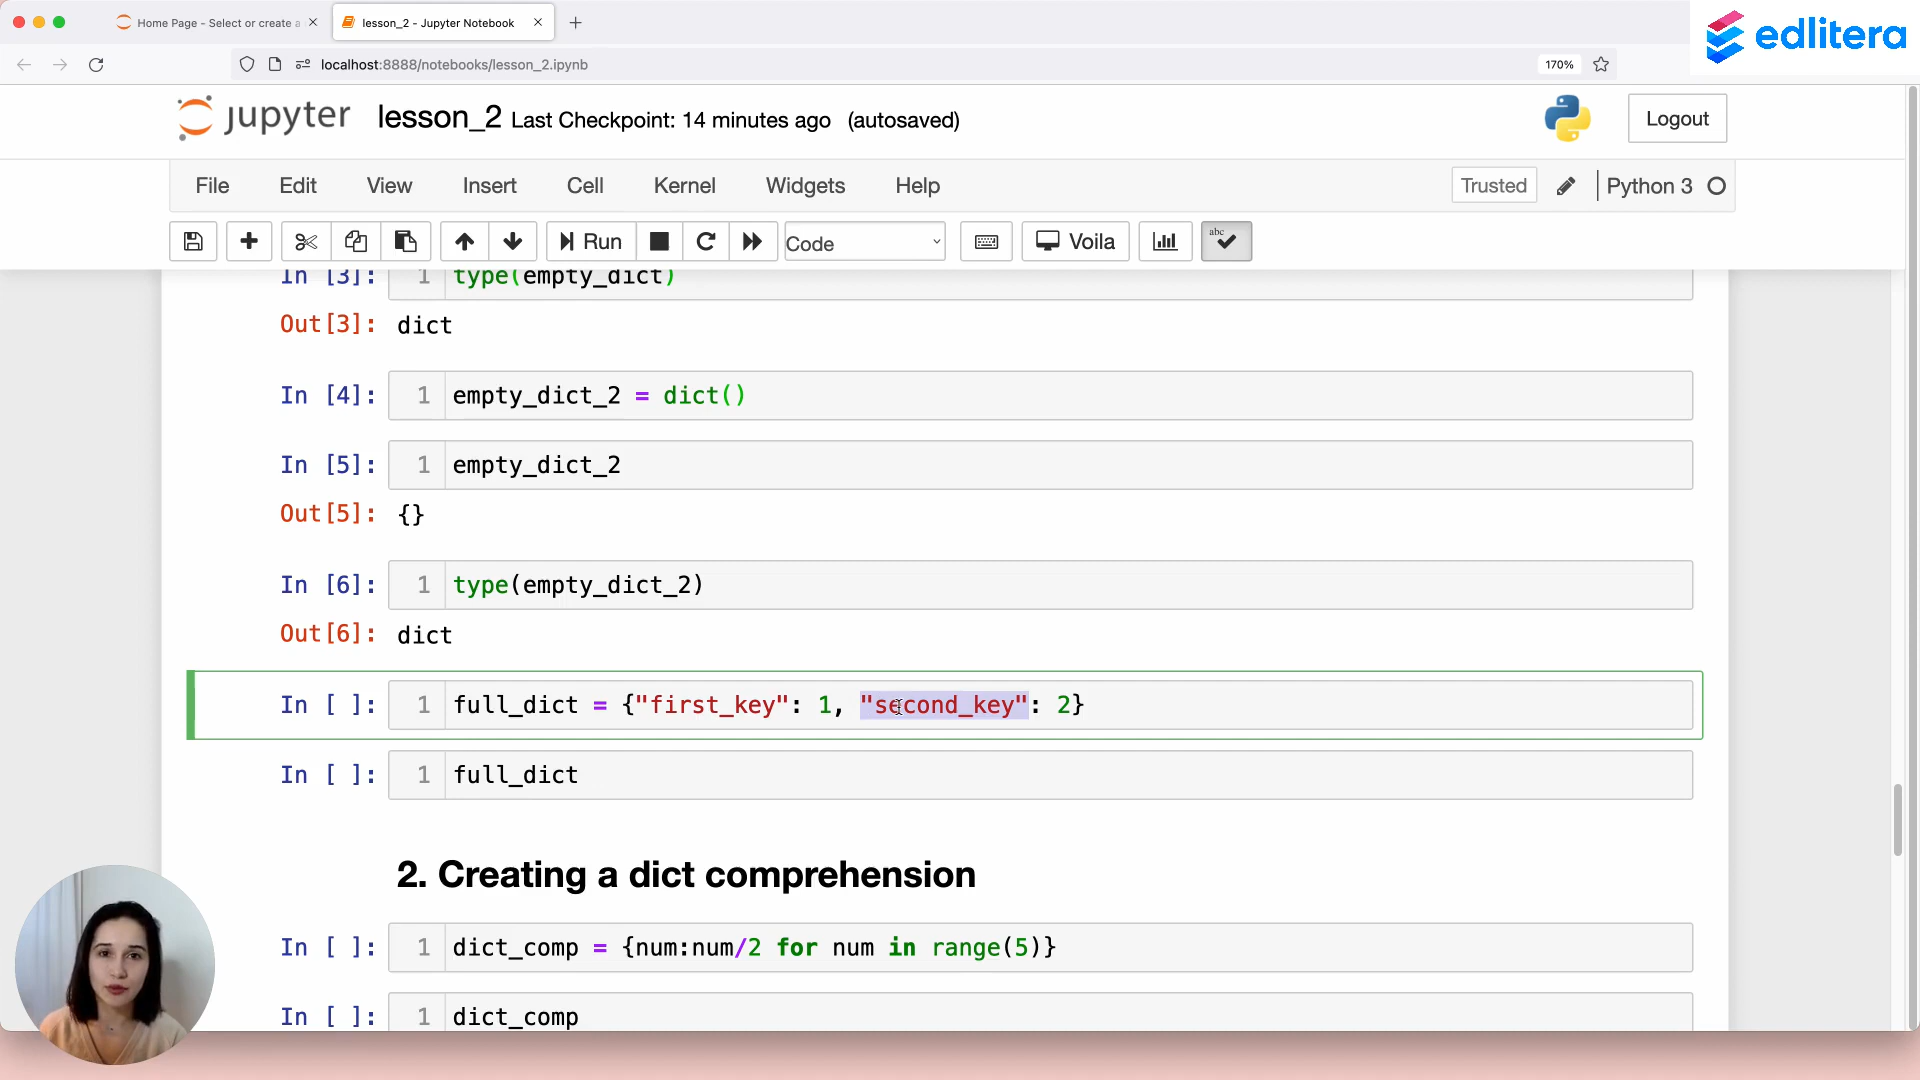 Home Page - Select or create a
lesson_2 - Jupyter Notebook
edlitera
localhost:8888/notebooks/lesson_2.ipynb
170%
jupyter lesson_2 Last Checkpoint: 14 minutes ago (autosaved)
Logout
File Edit View Insert Cell Kernel Widgets Help
Trusted
Python 3
Run
Code
Voila
abc
In [3]: 1 type(empty_dict)
Out[3]: dict
In [4]: 1 empty_dict_2 = dict()
In [5]: 1 empty_dict_2
Out[5]: {}
In [6]: 1 type(empty_dict_2)
Out[6]: dict
In [ ]: 1 full_dict = {"first_key": 1, "second_key": 2}
In [ ]: 1 full_dict
2. Creating a dict comprehension
In [ ]: 1 dict_comp = {num:num/2 for num in range(5)}
In [ ]: 1 dict_comp